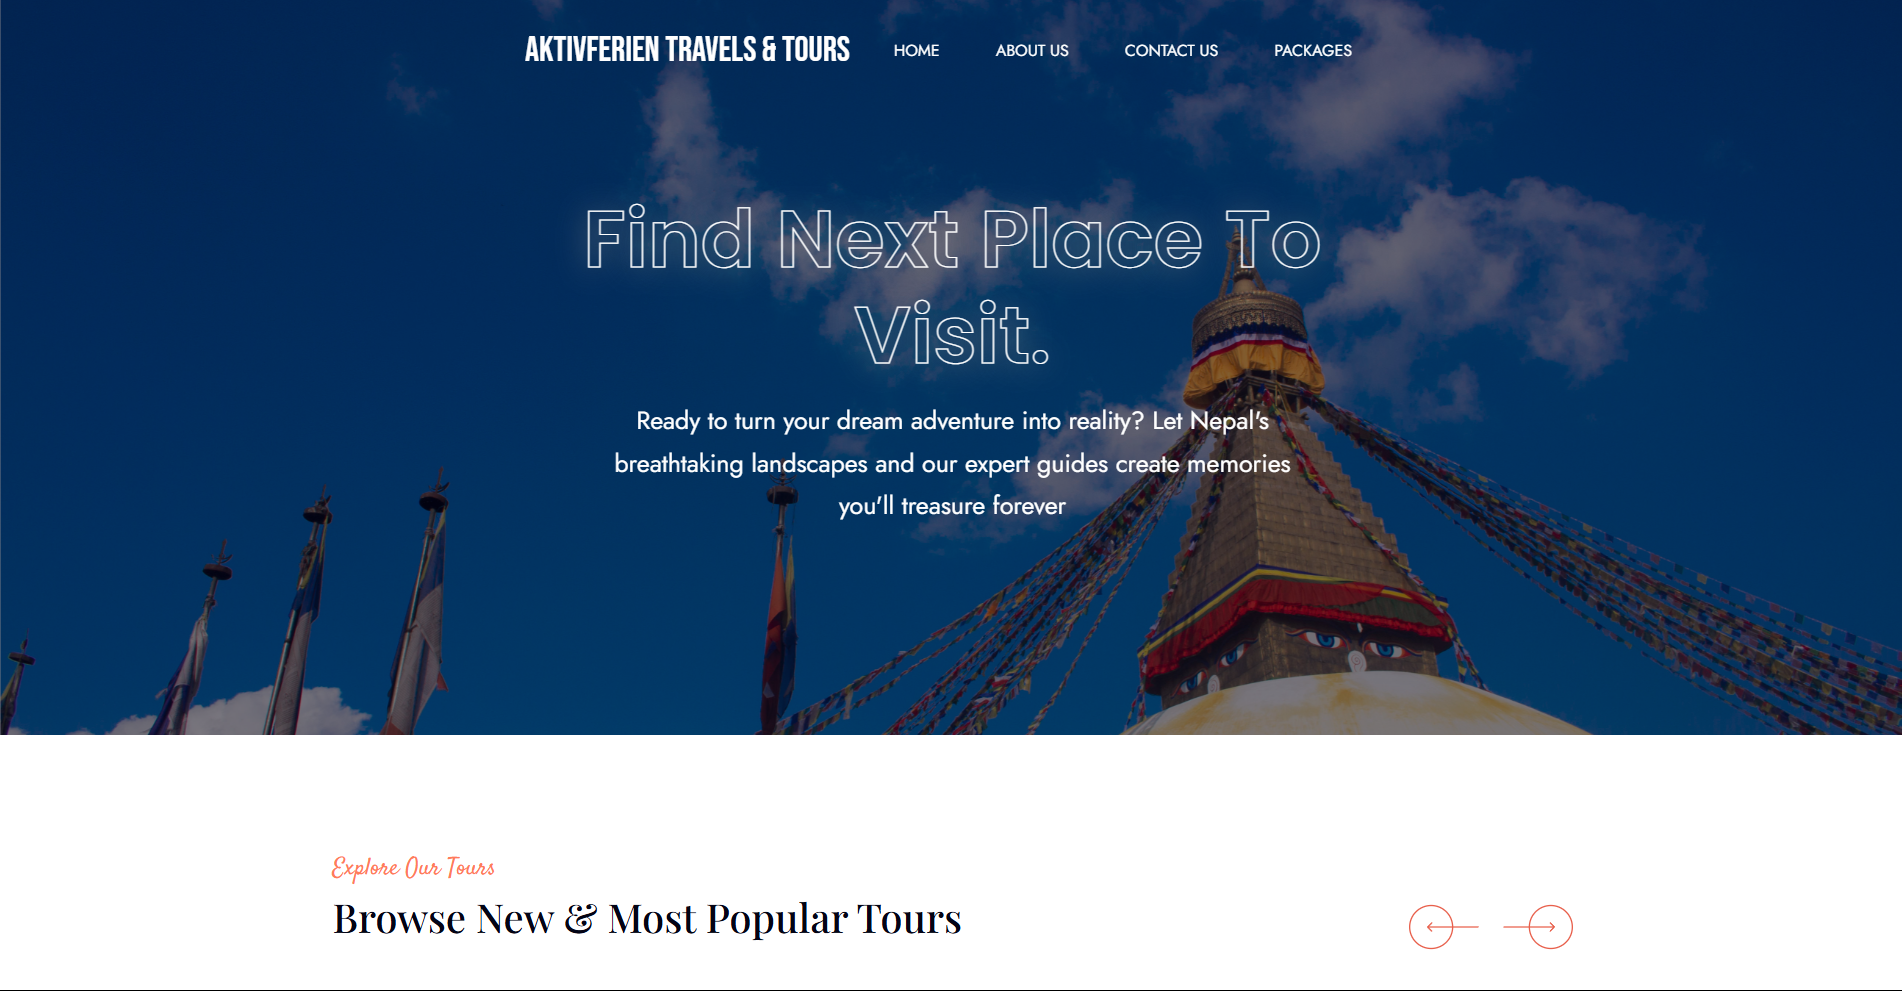 AKTIVFERIEN TRAVELS & TOURS
HOME
ABOUT US
CONTACT US
PACKAGES
Find Next Place To
Visit.
Ready to turn your dream adventure into reality? Let Nepal's
breathtaking landscapes and our expert guides create memories
you'll treasure forever
Explore Our Tours
Browse New & Most Popular Tours